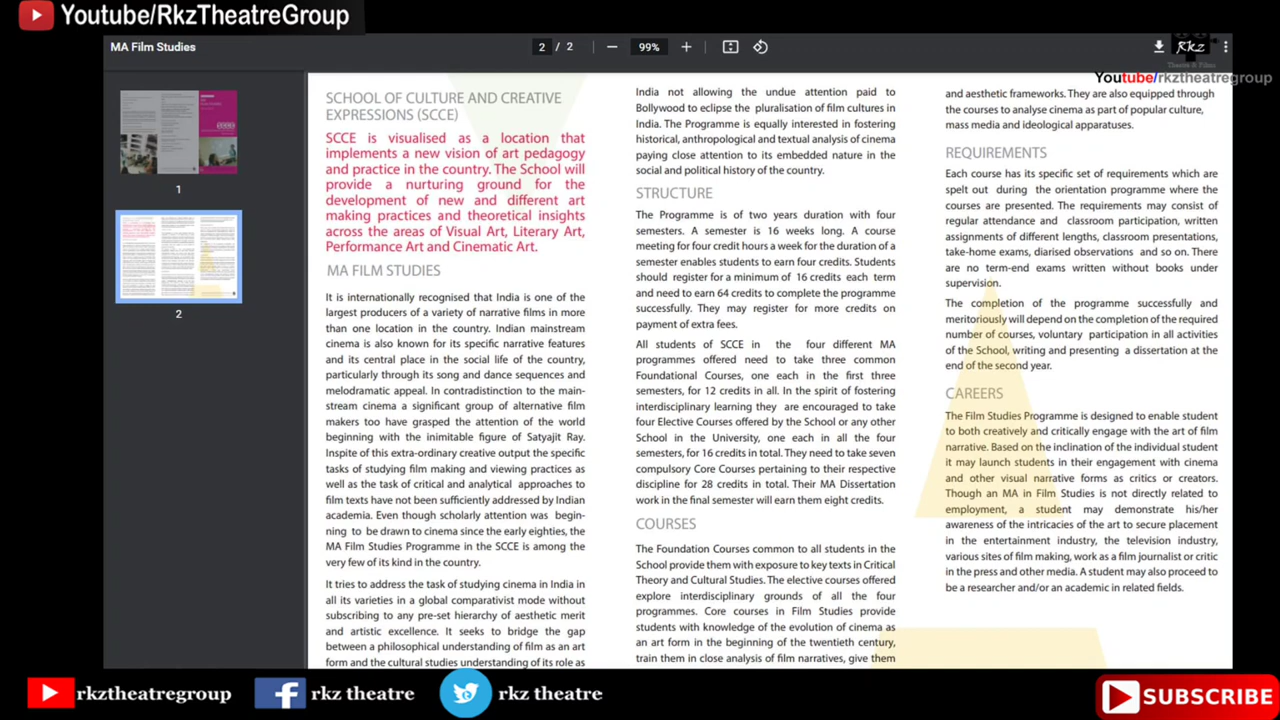 Youtube/RkzTheatreGroup
MA Film Studies
2 / 2
99%
Rkz
Youtube/rkztheatregroup
1
2
SCHOOL OF CULTURE AND CREATIVE
EXPRESSIONS (SCCE)
SCCE is visualised as a location that
implements a new vision of art pedagogy
and practice in the country. The School will
provide a nurturing ground for the
development of new and different art
making practices and theoretical insights
across the areas of Visual Art, Literary Art,
Performance Art and Cinematic Art.
MA FILM STUDIES
It is internationally recognised that India is one of the
largest producers of a variety of narrative films in more
than one location in the country. Indian mainstream
cinema is also known for its specific narrative features
and its central place in the social life of the country,
particularly through its song and dance sequences and
melodramatic appeal. In contradistinction to the main-
stream cinema a significant group of alternative film
makers too have grasped the attention of the world
beginning with the inimitable figure of Satyajit Ray.
Inspite of this extra-ordinary creative output the specific
tasks of studying film making and viewing practices as
well as the task of critical and analytical approaches to
film texts have not been sufficiently addressed by Indian
academia. Even though scholarly attention was begin-
ning to be drawn to cinema since the early eighties, the
MA Film Studies Programme in the SCCE is among the
very few of its kind in the country.
It tries to address the task of studying cinema in India in
all its varieties in a global comparativist mode without
subscribing to any pre-set hierarchy of aesthetic merit
and artistic excellence. It seeks to bridge the gap
between a philosophical understanding of film as an art
form and the cultural studies understanding of its role as
India not allowing the undue attention paid to
Bollywood to eclipse the pluralisation of film cultures in
India. The Programme is equally interested in fostering
historical, anthropological and textual analysis of cinema
paying close attention to its embedded nature in the
social and political history of the country.
STRUCTURE
The Programme is of two years duration with four
semesters. A semester is 16 weeks long. A course
meeting for four credit hours a week for the duration of a
semester enables students to earn four credits. Students
should register for a minimum of 16 credits each term
and need to earn 64 credits to complete the programme
successfully. They may register for more credits on
payment of extra fees.
All students of SCCE in the four different MA
programmes offered need to take three common
Foundational Courses, one each in the first three
semesters, for 12 credits in all. In the spirit of fostering
interdisciplinary learning they are encouraged to take
four Elective Courses offered by the School or any other
School in the University, one each in all the four
semesters, for 16 credits in total. They need to take seven
compulsory Core Courses pertaining to their respective
discipline for 28 credits in total. Their MA Dissertation
work in the final semester will earn them eight credits.
COURSES
The Foundation Courses common to all students in the
School provide them with exposure to key texts in Critical
Theory and Cultural Studies. The elective courses offered
explore interdisciplinary grounds of all the four
programmes. Core courses in Film Studies provide
students with knowledge of the evolution of cinema as
an art form in the beginning of the twentieth century,
train them in close analysis of film narratives, give them
and aesthetic frameworks. They are also equipped through
the courses to analyse cinema as part of popular culture,
mass media and ideological apparatuses.
REQUIREMENTS
Each course has its specific set of requirements which are
spelt out during the orientation programme where the
courses are presented. The requirements may consist of
regular attendance and classroom participation, written
assignments of different lengths, classroom presentations,
take-home exams, diarised observations and so on. There
are no term-end exams written without books under
supervision.
The completion of the programme successfully and
meritoriously will depend on the completion of the required
number of courses, voluntary participation in all activities
of the School, writing and presenting a dissertation at the
end of the second year.
CAREERS
The Film Studies Programme is designed to enable student
to both creatively and critically engage with the art of film
narrative. Based on the inclination of the individual student
it may launch students in their engagement with cinema
and other visual narrative forms as critics or creators.
Though an MA in Film Studies is not directly related to
employment, a student may demonstrate his/her
awareness of the intricacies of the art to secure placement
in the entertainment industry, the television industry,
various sites of film making, work as a film journalist or critic
in the press and other media. A student may also proceed to
be a researcher and/or an academic in related fields.
rkztheatregroup
rkz theatre
rkz theatre
SUBSCRIBE